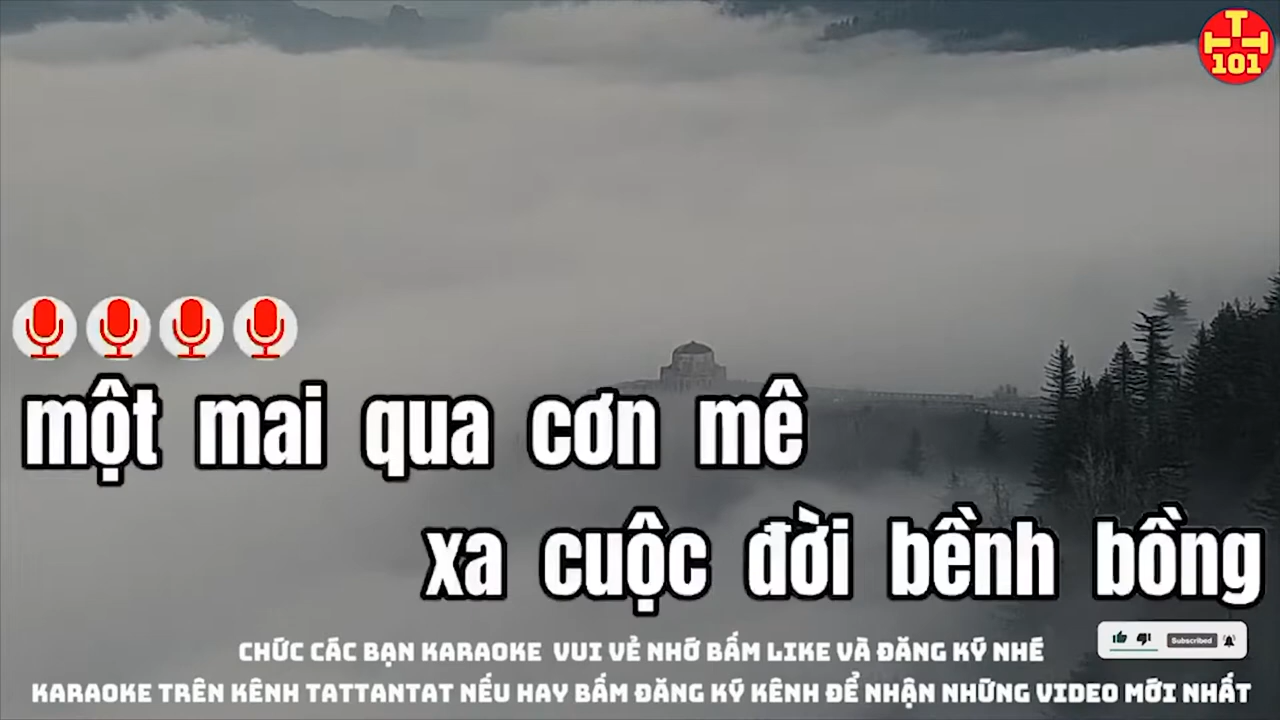 T
TT
101
một mai qua cơn mê
xa cuộc đời bềnh bồng
Subscribed
CHỨC CÁC BẠN KARAOKE VUI VẺ NHỚ BẤM LIKE VÀ ĐĂNG KÝ NHÉ
KARAOKE TRÊN KÊNH TATTANTAT NẾU HAY BẤM ĐĂNG KÝ KÊNH ĐỂ NHẬN NHỮNG VIDEO MỚI NHẤT